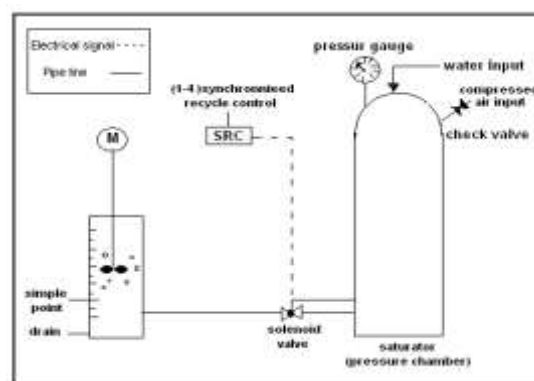 Electrical signal
Pipe line
pressur gauge
water input
compressed
air input
check valve
(1-4)synchronised
recycle control
SRC
M
simple
point
drain
solenoid
valve
saturator
(pressure chamber)